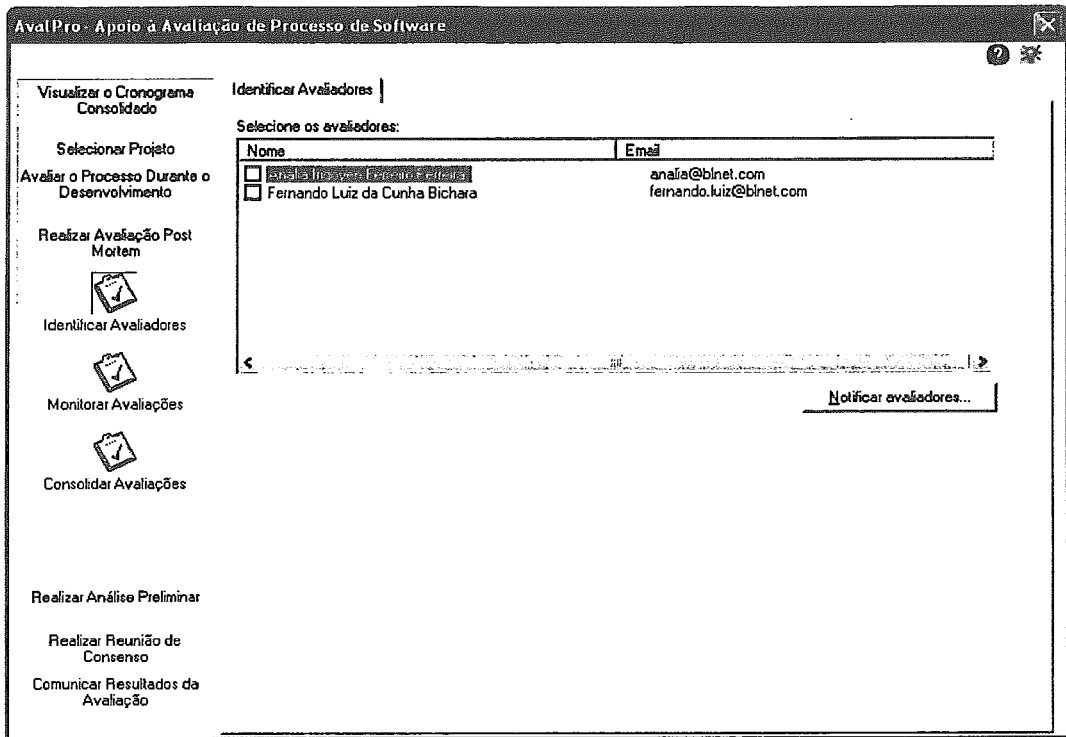 AvalPro - Apoio à Avaliação de Processo de Software
Visualizar o Cronograma
Consolidado
Selecionar Projeto
Avaliar o Processo Durante o
Desenvolvimento
Realizar Avaliação Post
Mortem
Identificar Avaliadores
Monitorar Avaliações
Consolidar Avaliações
Realizar Análise Preliminar
Realizar Reunião de
Consenso
Comunicar Resultados da
Avaliação
Identificar Avaliadores
Selecione os avaliadores:
Nome Email
analia@blnet.com
Fernando Luiz da Cunha Bichara fernando.luiz@blnet.com
Notificar avaliadores...